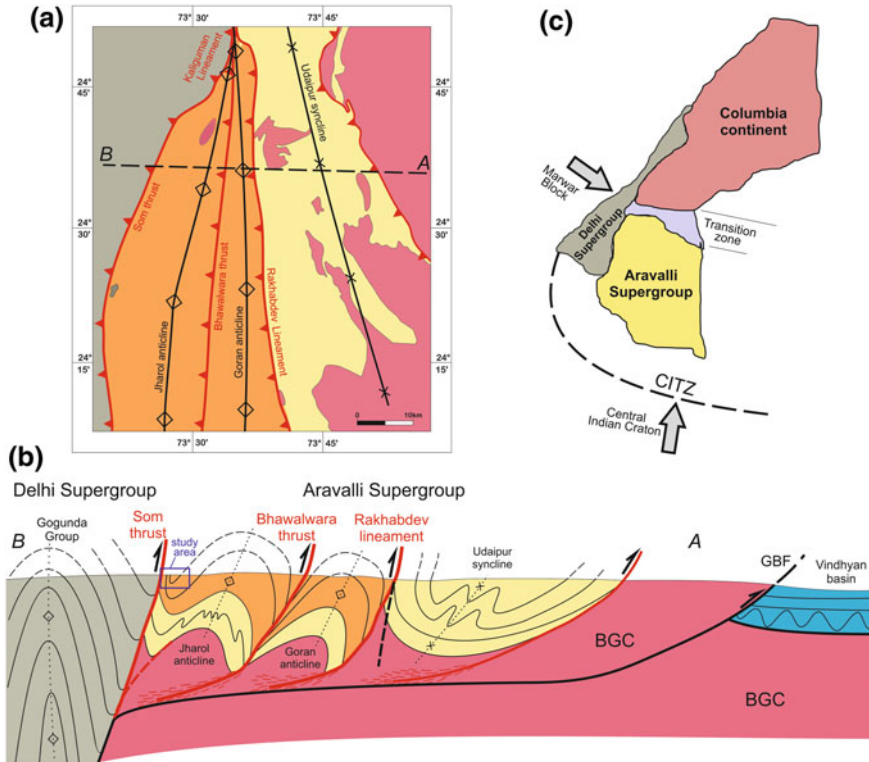 (a)
73° 30'
73° 45'
24° 45'
24° 45'
Kaliguman
Lineament
Udaipur syncline
B
A
Som thrust
24° 30'
24° 30'
Bhawalwara thrust
Rakhabdev Lineament
Jharol anticline
Goran anticline
24° 15'
24° 15'
0
10km
73° 30'
73° 45'
(c)
Columbia
continent
Marwar
Block
Delhi
Supergroup
Transition
zone
Aravalli
Supergroup
CITZ
Central
Indian Craton
(b)
Delhi Supergroup
Aravalli Supergroup
B
Gogunda
Group
Som
thrust
study
area
Bhawalwara
thrust
Rakhabdev
lineament
Udaipur
syncline
A
GBF
Vindhyan
basin
Jharol
anticline
Goran
anticline
BGC
BGC